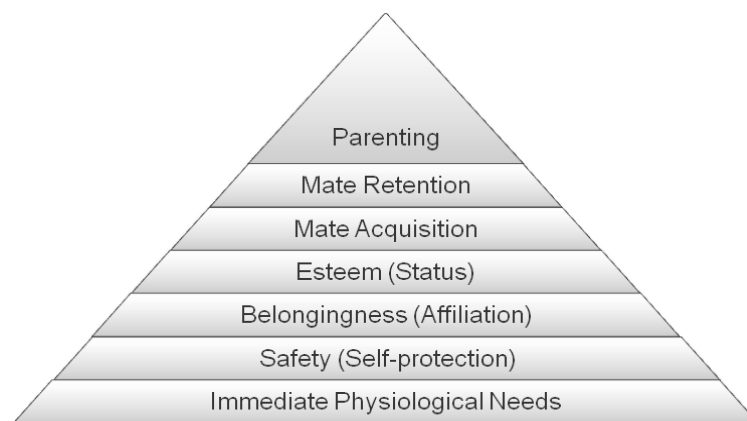 Parenting
Mate Retention
Mate Acquisition
Esteem (Status)
Belongingness (Affiliation)
Safety (Self-protection)
Immediate Physiological Needs